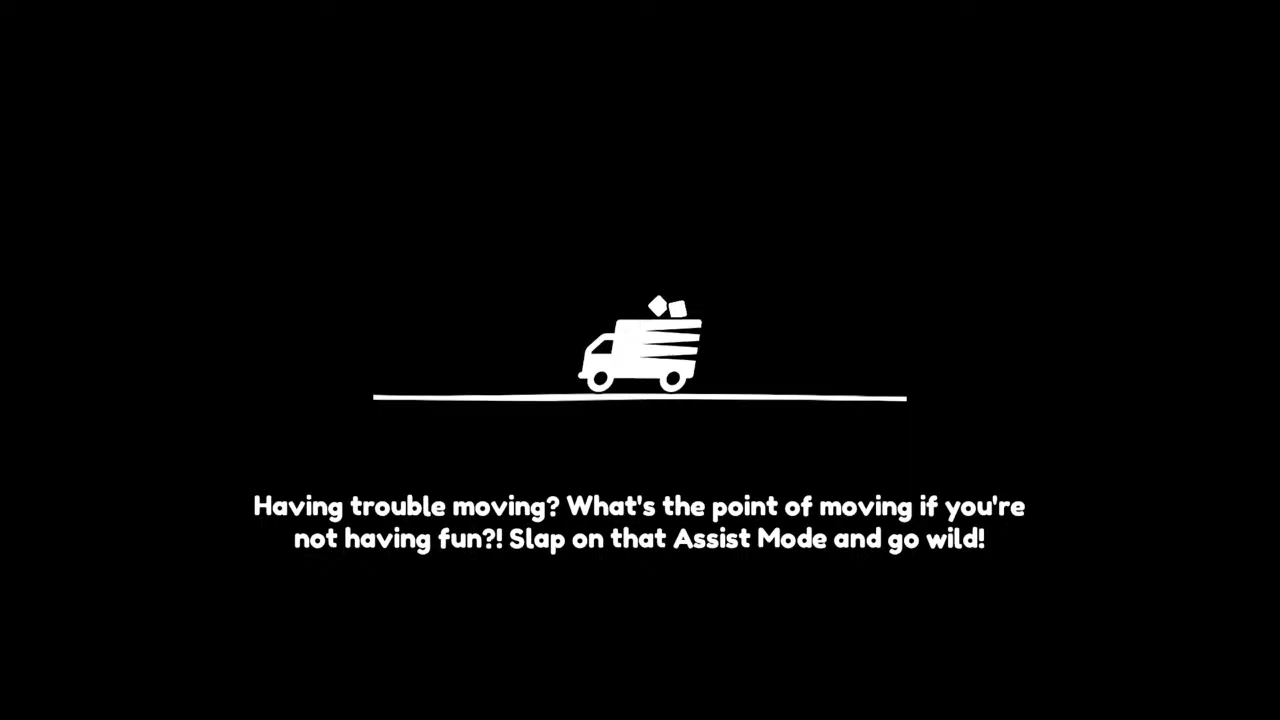 Having trouble moving? What's the point of moving if you're
not having fun?! Slap on that Assist Mode and go wild!